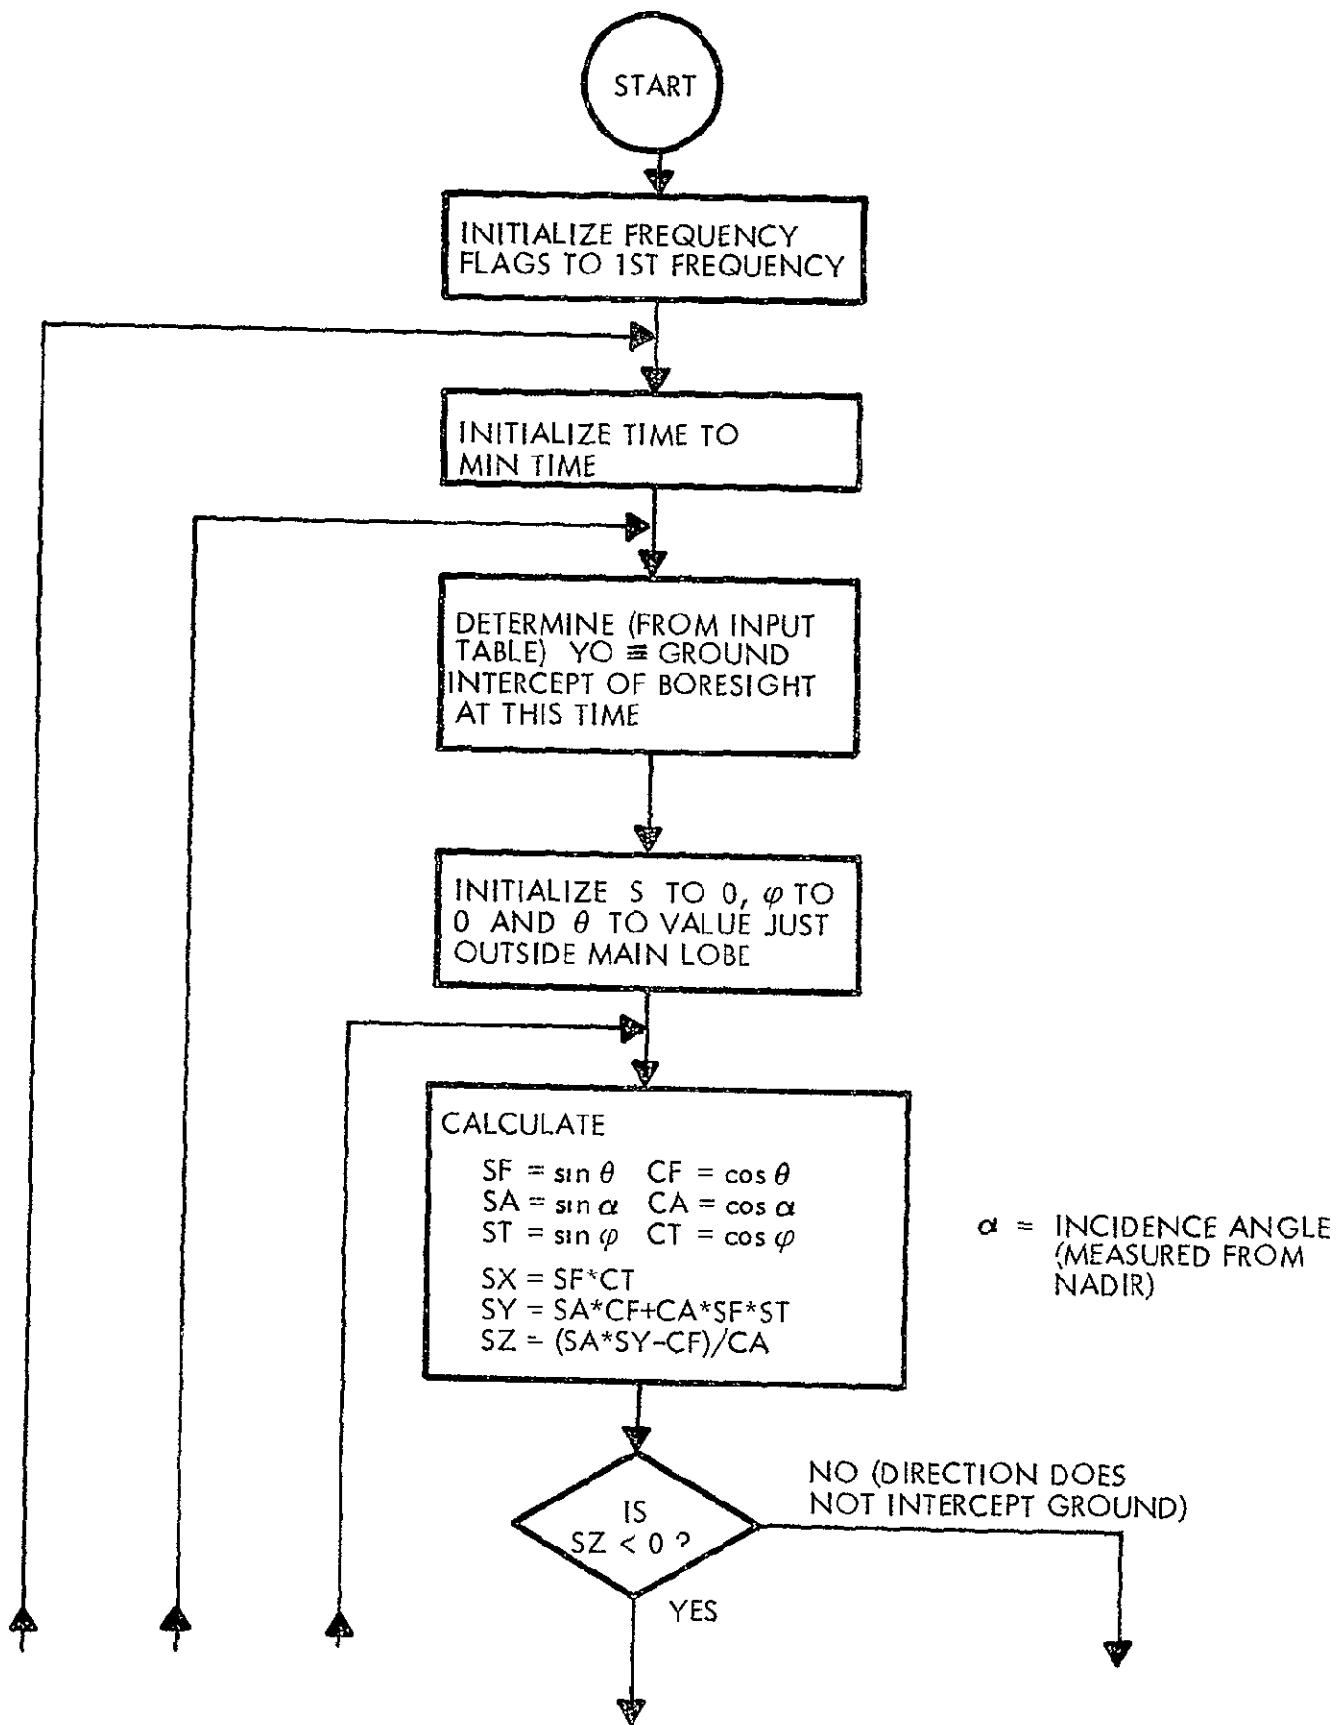 START
INITIALIZE FREQUENCY
FLAGS TO 1ST FREQUENCY
INITIALIZE TIME TO
MIN TIME
DETERMINE (FROM INPUT
TABLE) YO ≡ GROUND
INTERCEPT OF BORESIGHT
AT THIS TIME
INITIALIZE S TO 0, φ TO
0 AND θ TO VALUE JUST
OUTSIDE MAIN LOBE
CALCULATE
SF = sin θ CF = cos θ
SA = sin α CA = cos α
ST = sin φ CT = cos φ
SX = SF*CT
SY = SA*CF+CA*SF*ST
SZ = (SA*SY-CF)/CA
α = INCIDENCE ANGLE
(MEASURED FROM
NADIR)
IS
SZ < 0 ?
NO (DIRECTION DOES
NOT INTERCEPT GROUND)
YES